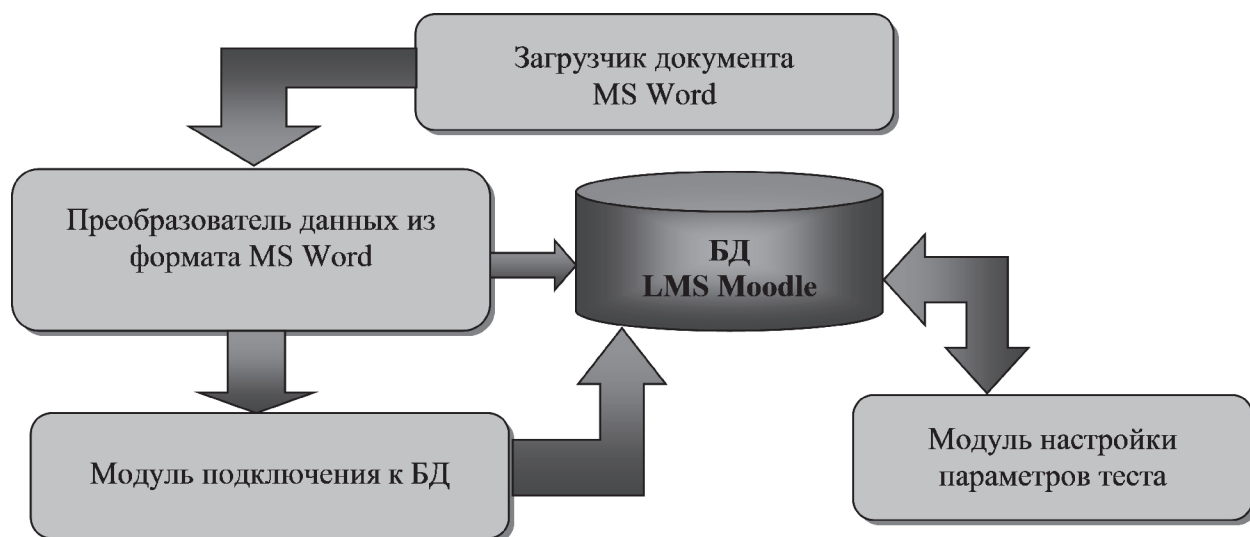 Загрузчик документа
MS Word
Преобразователь данных из
формата MS Word
БД
LMS Moodle
Модуль подключения к БД
Модуль настройки
параметров теста